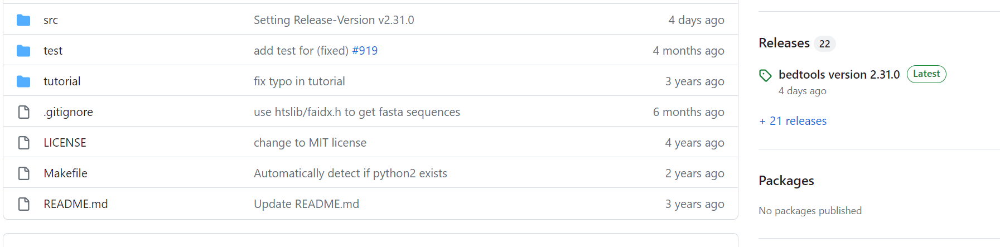 src Setting Release-Version v2.31.0 4 days ago
test add test for (fixed) #919 4 months ago
tutorial fix typo in tutorial 3 years ago
.gitignore use htslib/faidx.h to get fasta sequences 6 months ago
LICENSE change to MIT license 4 years ago
Makefile Automatically detect if python2 exists 2 years ago
README.md Update README.md 3 years ago
Releases 22
bedtools version 2.31.0 Latest
4 days ago
+ 21 releases
Packages
No packages published